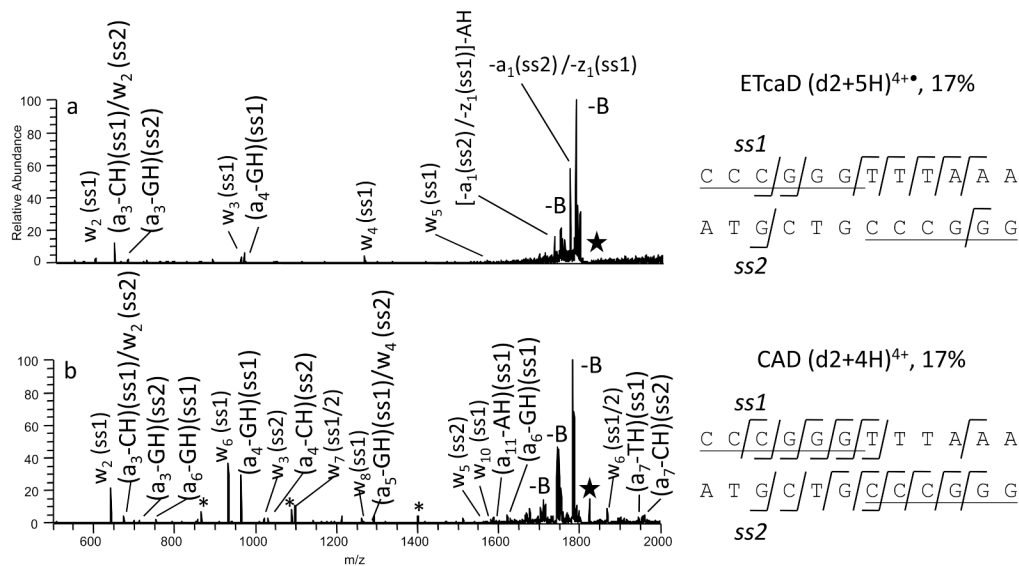 a
Relative Abundance
100
80
60
40
20
0
w2 (ss1)
(a3-CH)(ss1)/w2 (ss2)
(a3-GH)(ss2)
w3 (ss1)
(a4-GH)(ss1)
w4 (ss1)
w5 (ss1)
[-a1(ss2)/-z1(ss1)]-AH
-a1(ss2)/-z1(ss1)
-B
-B
★
ETcaD (d2+5H)4+•, 17%
ss1
C C C G G G T T T A A A
A T G C T G C C C G G G
ss2
b
100
80
60
40
20
0
w2 (ss1)
(a3-CH)(ss1)/w2 (ss2)
(a3-GH)(ss2)
(a6-GH)(ss1)
*
w6 (ss1)
(a4-GH)(ss1)
w3 (ss2)
(a4-CH)(ss2)
*
w7 (ss1/2)
w8(ss1)
(a5-GH)(ss1)/w4 (ss2)
*
w5 (ss2)
w10 (ss1)
(a11-AH)(ss1)
(a6-GH)(ss1)
-B
-B
-B
★
w6 (ss1/2)
(a7-TH)(ss1)
(a7-CH)(ss2)
600 800 1000 1200 1400 1600 1800 2000
m/z
CAD (d2+4H)4+, 17%
ss1
C C C G G G T T T A A A
A T G C T G C C C G G G
ss2